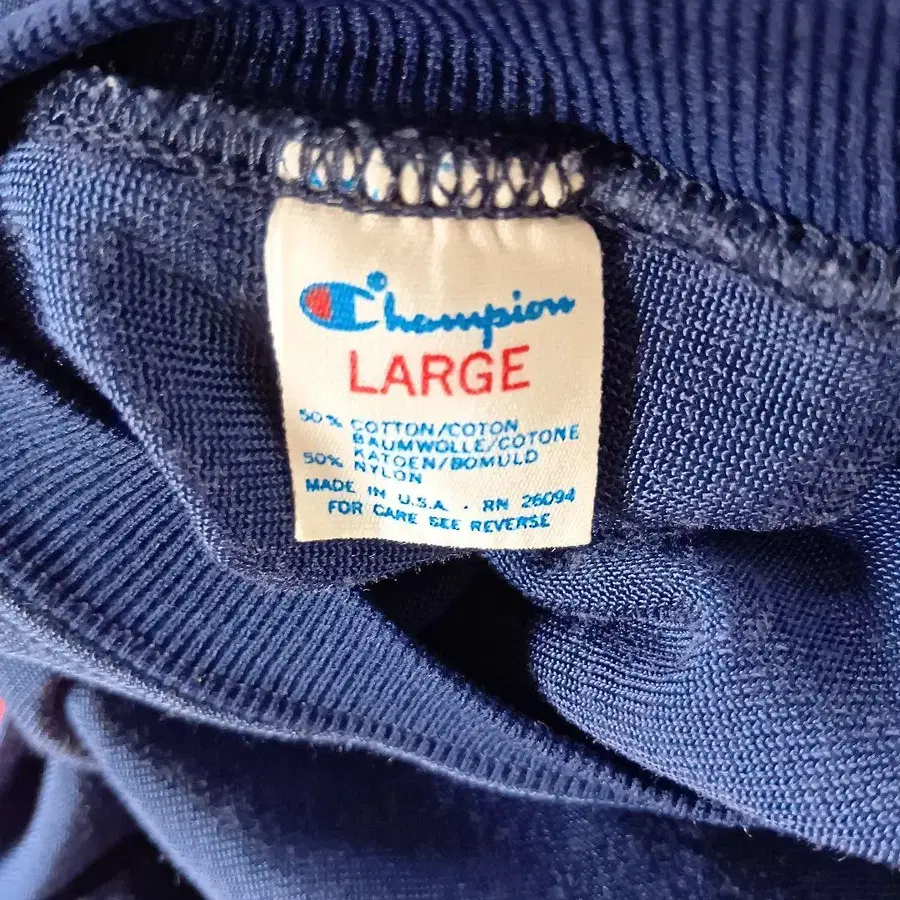 Champion
LARGE
50% COTTON/COTON
BAUMWOLLE/COTONE
KATOEN/BOMULD
50% NYLON
MADE IN U.S.A. · RN 26094
FOR CARE SEE REVERSE